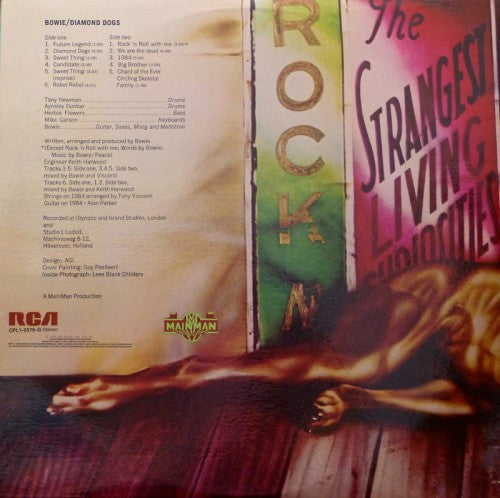 BOWIE/DIAMOND DOGS
Side one
1. Future Legend
2. Diamond Dogs
3. Sweet Thing
4. Candidate
5. Sweet Thing
(reprise)
6. Rebel Rebel
Side two
1. Rock 'n Roll with me
2. We are the dead
3. 1984
4. Big Brother
5. Chant of the Ever
Circling Skeletal
Family
Tony Newman Drums
Aynsley Dunbar Drums
Herbie Flowers Bass
Mike Garson Keyboards
Bowie Guitar, Saxes, Moog and Mellotron
Written, arranged and produced by Bowie
*(Except Rock 'n Roll with me; Words by Bowie;
Music by Bowie/Peace)
Engineer Keith Harwood
Tracks 1-5. Side one, 3.4.5. Side two,
mixed by Bowie and Visconti
Tracks 6. Side one, 1.2. Side two,
mixed by Bowie and Keith Harwood.
Strings on 1984 arranged by Tony Visconti
Guitar on 1984 • Alan Parker
Recorded at Olympic and Island Studios, London
and
Studio L Ludolf,
Machineweg 8-12,
Hilversum, Holland
Design: AGI
Cover Painting: Guy Peellaert
Inside Photograph: Leee Black Childers
A MainMan Production
RCA
CPL1-0576-G Stereo
MAINMAN
ROCK N
The
STRANGEST
LIVING
CURIOSITIES